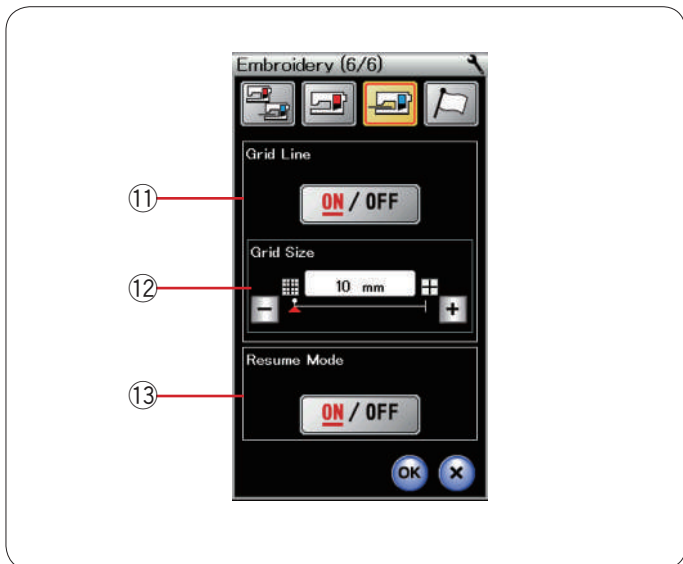 Embroidery (6/6)
Grid Line
⑪
ON / OFF
Grid Size
⑫
10 mm
− +
Resume Mode
⑬
ON / OFF
OK ×